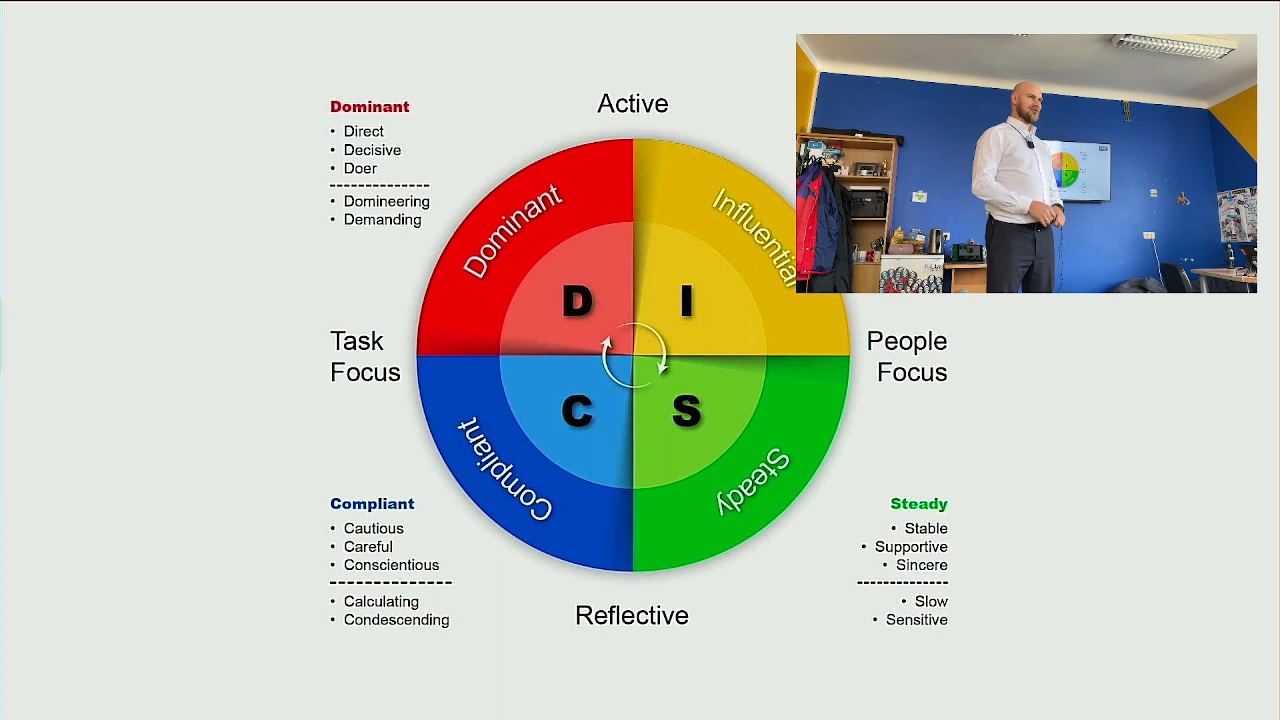 Active
Dominant
• Direct
• Decisive
• Doer
• Domineering
• Demanding
Dominant
Influential
D
I
Task
Focus
People
Focus
C
S
Compliant
Steady
Compliant
• Cautious
• Careful
• Conscientious
• Calculating
• Condescending
Steady
• Stable
• Supportive
• Sincere
• Slow
• Sensitive
Reflective